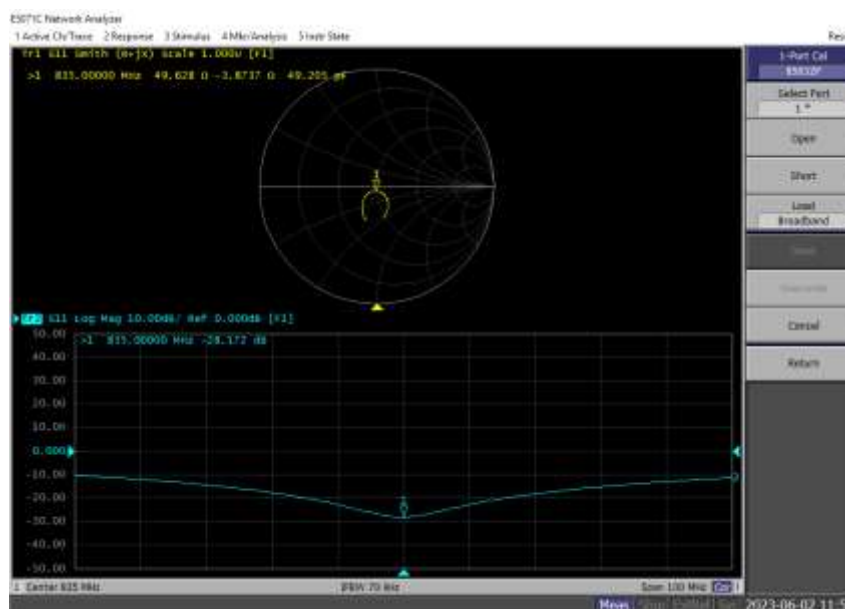 E5071C Network Analyzer
1 Active Ch/Trace 2 Response 3 Stimulus 4 Mkr/Analysis 5 Instr State
Tr1 S11 Smith (R+jX) Scale 1.000U [F1]
>1 835.00000 MHz 49.628 Ω -3.8737 Ω 49.205 pF
Tr2 S11 Log Mag 10.00dB/ Ref 0.000dB [F1]
>1 835.00000 MHz -28.172 dB
50.00
40.00
30.00
20.00
10.00
0.000
-10.00
-20.00
-30.00
-40.00
-50.00
1 Center 835 MHz IFBW 70 kHz Span 100 MHz Cor
1-Port Cal
85032F
Select Port
1
Open
Short
Load
Broadband
Cancel
Return
Meas
2023-06-02 11:5